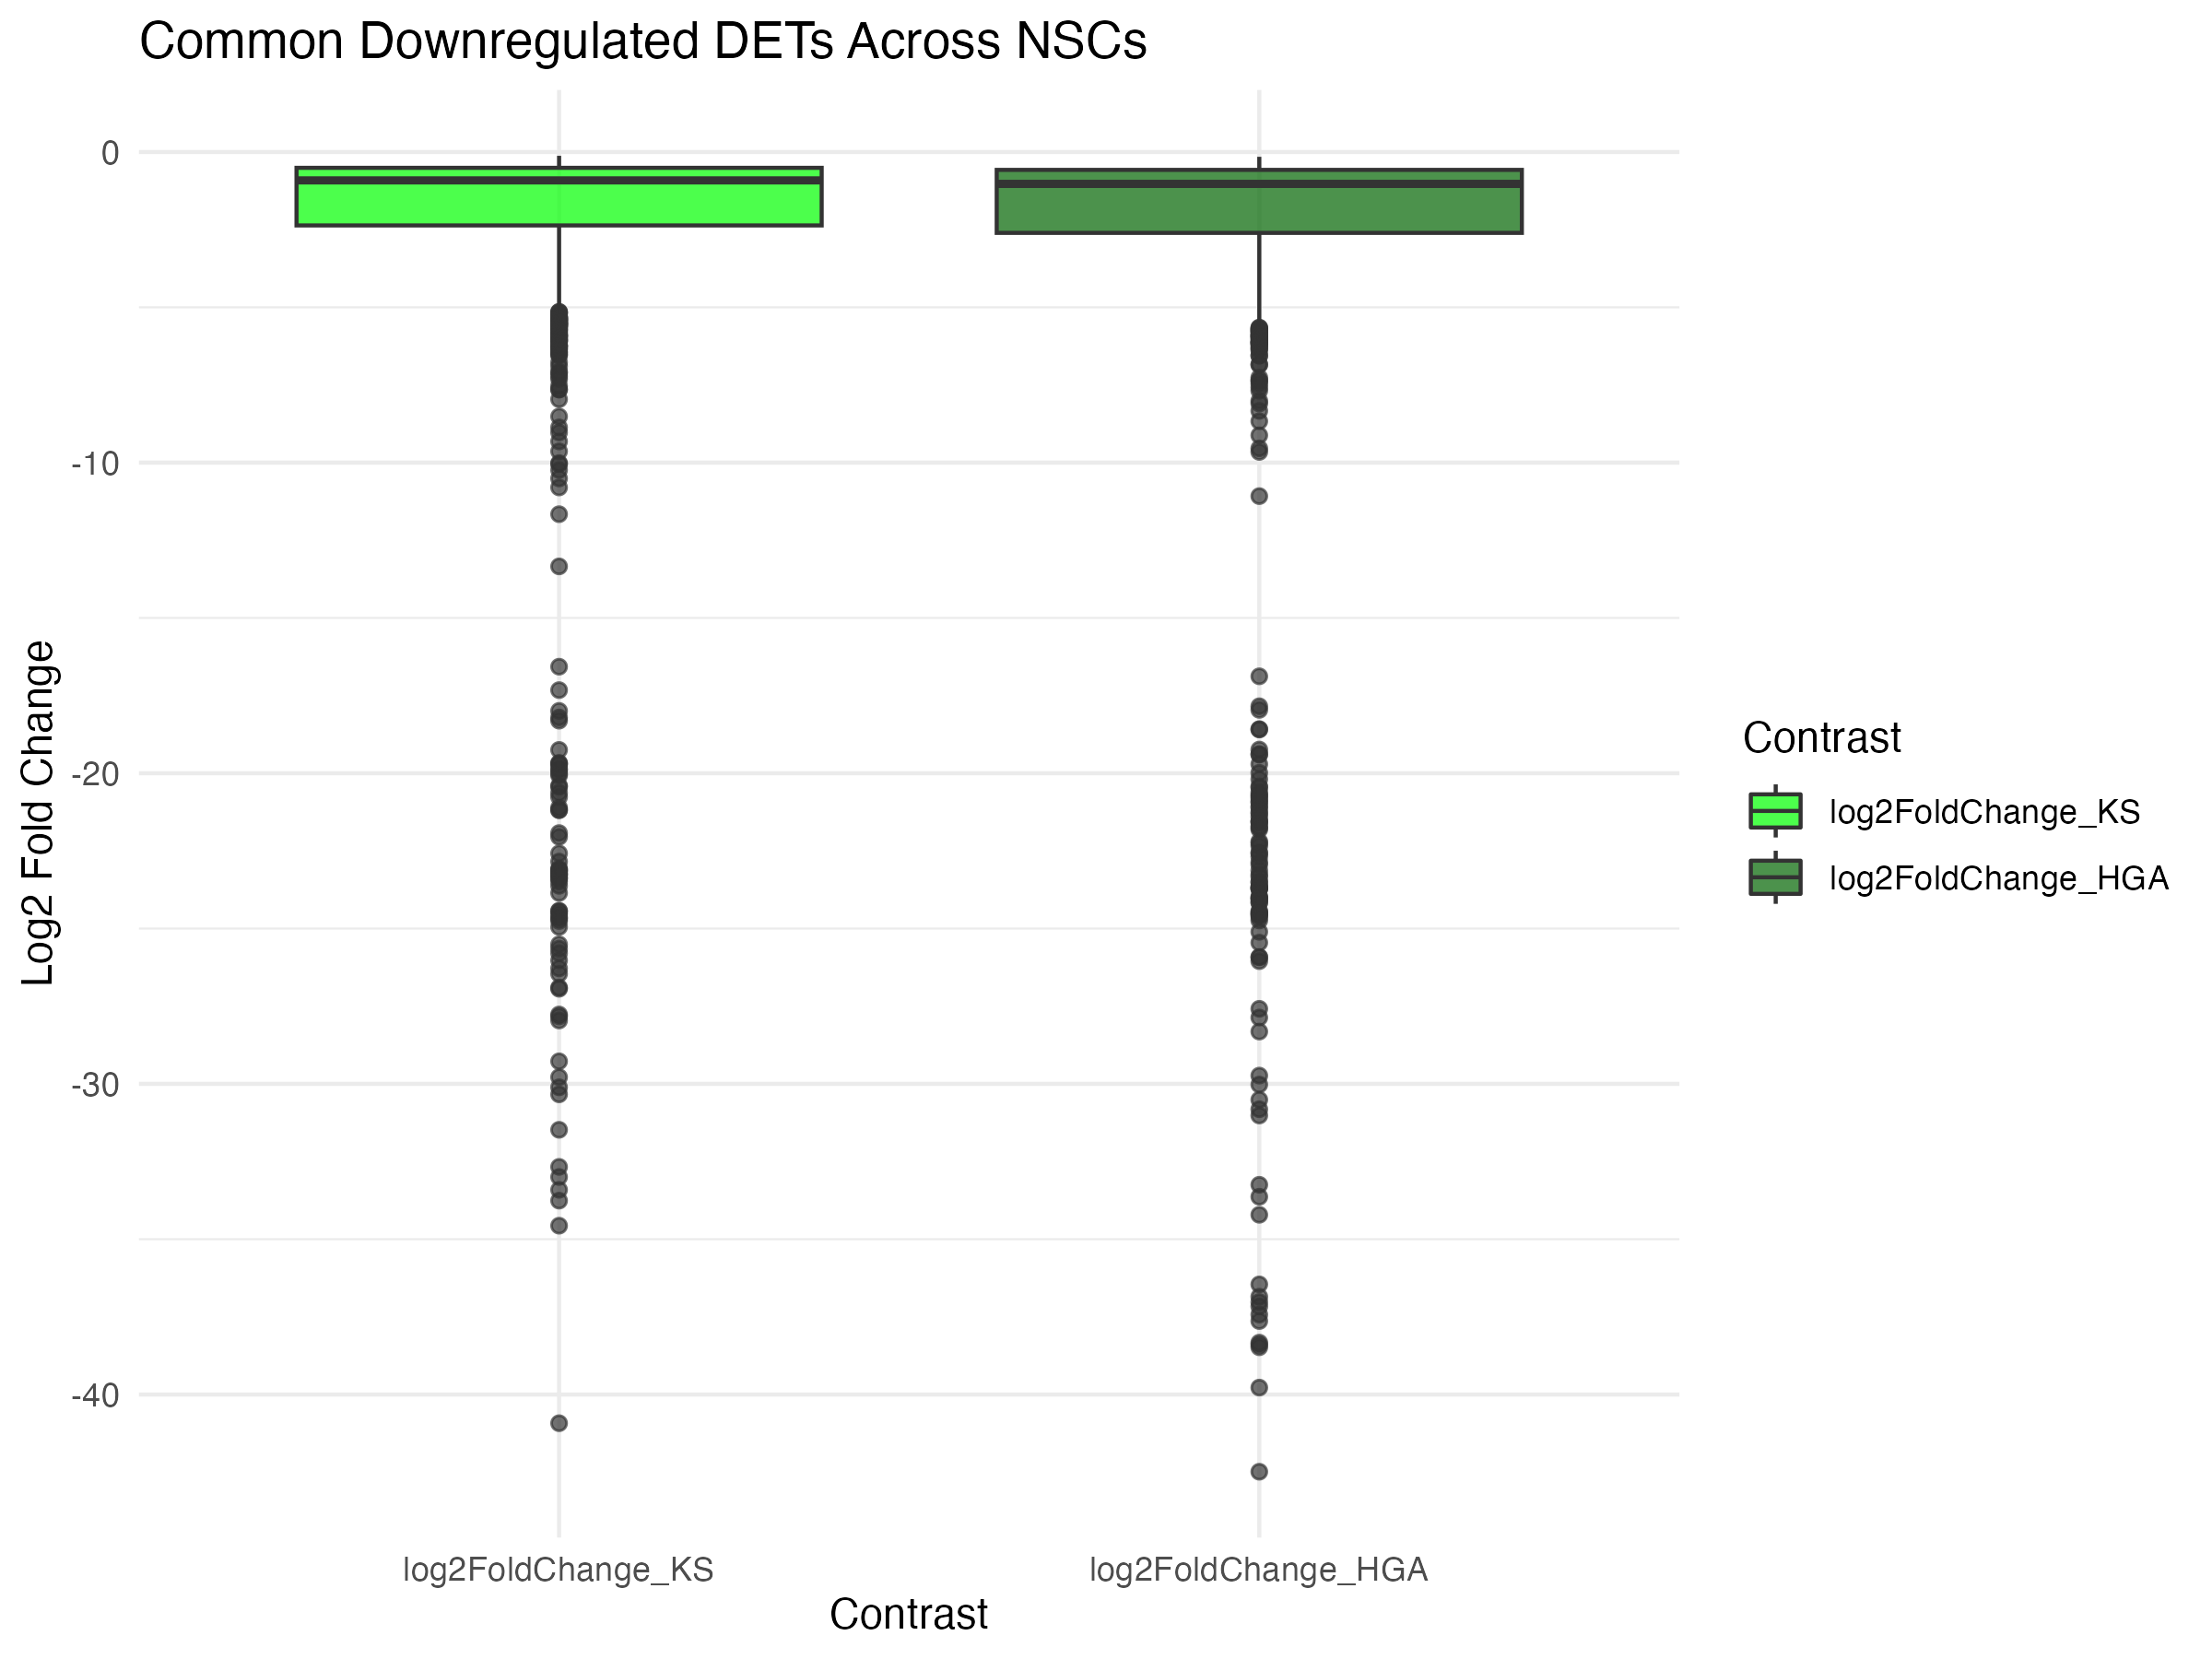 Common Downregulated DETs Across NSCs
Log2 Fold Change
0
-10
-20
-30
-40
log2FoldChange_KS
log2FoldChange_HGA
Contrast
Contrast
log2FoldChange_KS
log2FoldChange_HGA